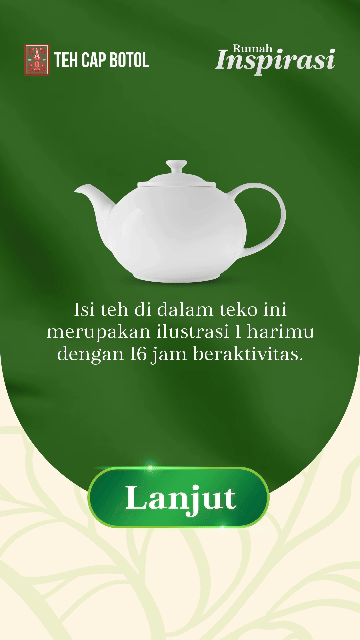 TEH CAP BOTOL
Rumah
Inspirasi
Isi teh di dalam teko ini
merupakan ilustrasi 1 harimu
dengan 16 jam beraktivitas.
Lanjut